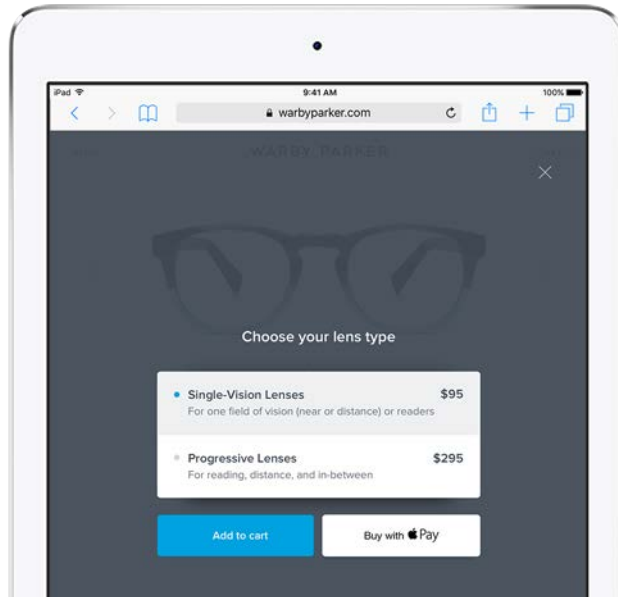 iPad 9:41 AM 100%
warbyparker.com
WARBY PARKER
Choose your lens type
Single-Vision Lenses $95
For one field of vision (near or distance) or readers
Progressive Lenses $295
For reading, distance, and in-between
Add to cart Buy with Pay